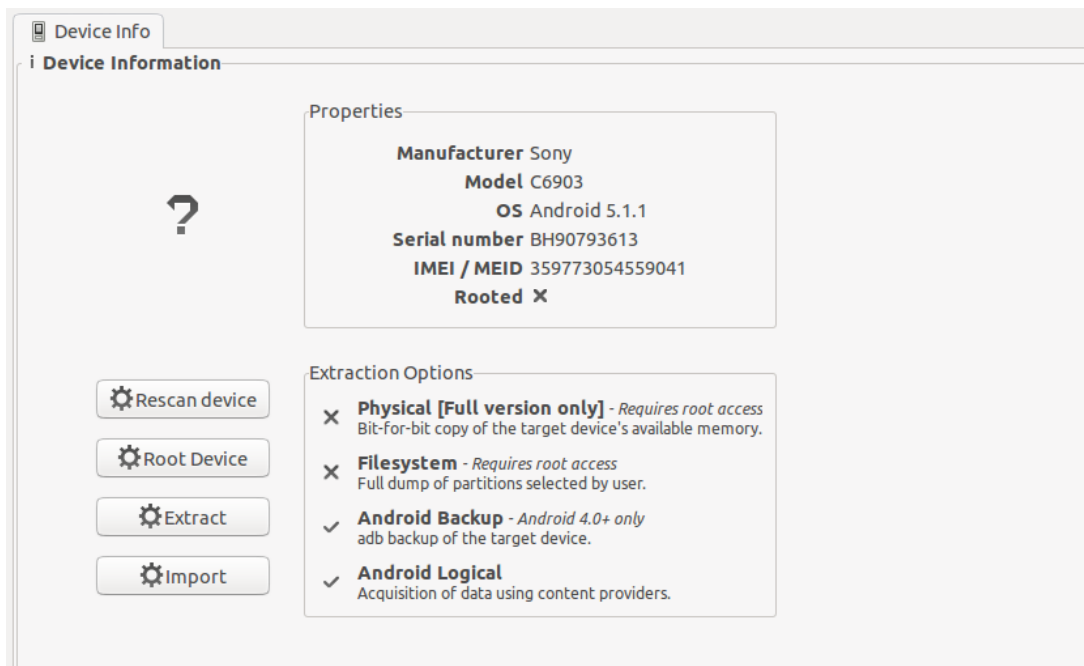 Device Info
i Device Information
Properties
Manufacturer Sony
Model C6903
OS Android 5.1.1
Serial number BH90793613
IMEI / MEID 359773054559041
Rooted ✕
?
Rescan device
Root Device
Extract
Import
Extraction Options
Physical [Full version only] - Requires root access
Bit-for-bit copy of the target device's available memory.
Filesystem - Requires root access
Full dump of partitions selected by user.
Android Backup - Android 4.0+ only
adb backup of the target device.
Android Logical
Acquisition of data using content providers.